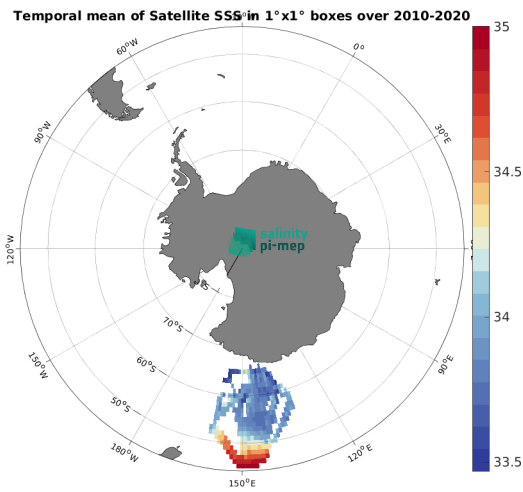 Temporal mean of Satellite SSS in 1°x1° boxes over 2010-2020
60°W
0°
35
90°W
30°E
34.5
120°W
salinity
pi-mep
34
70°S
60°S
50°S
150°W
90°E
180°W
120°E
33.5
150°E